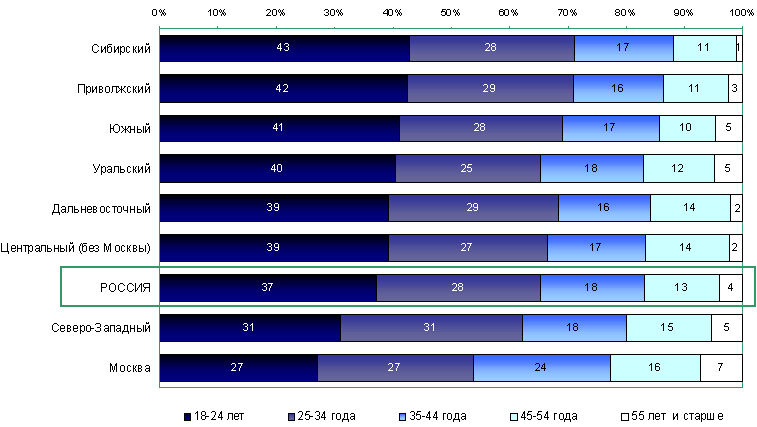 0% 10% 20% 30% 40% 50% 60% 70% 80% 90% 100%
Сибирский 43 28 17 11 1
Приволжский 42 29 16 11 3
Южный 41 28 17 10 5
Уральский 40 25 18 12 5
Дальневосточный 39 29 16 14 2
Центральный (без Москвы) 39 27 17 14 2
РОССИЯ 37 28 18 13 4
Северо-Западный 31 31 18 15 5
Москва 27 27 24 16 7
18-24 лет 25-34 года 35-44 года 45-54 года 55 лет и старше